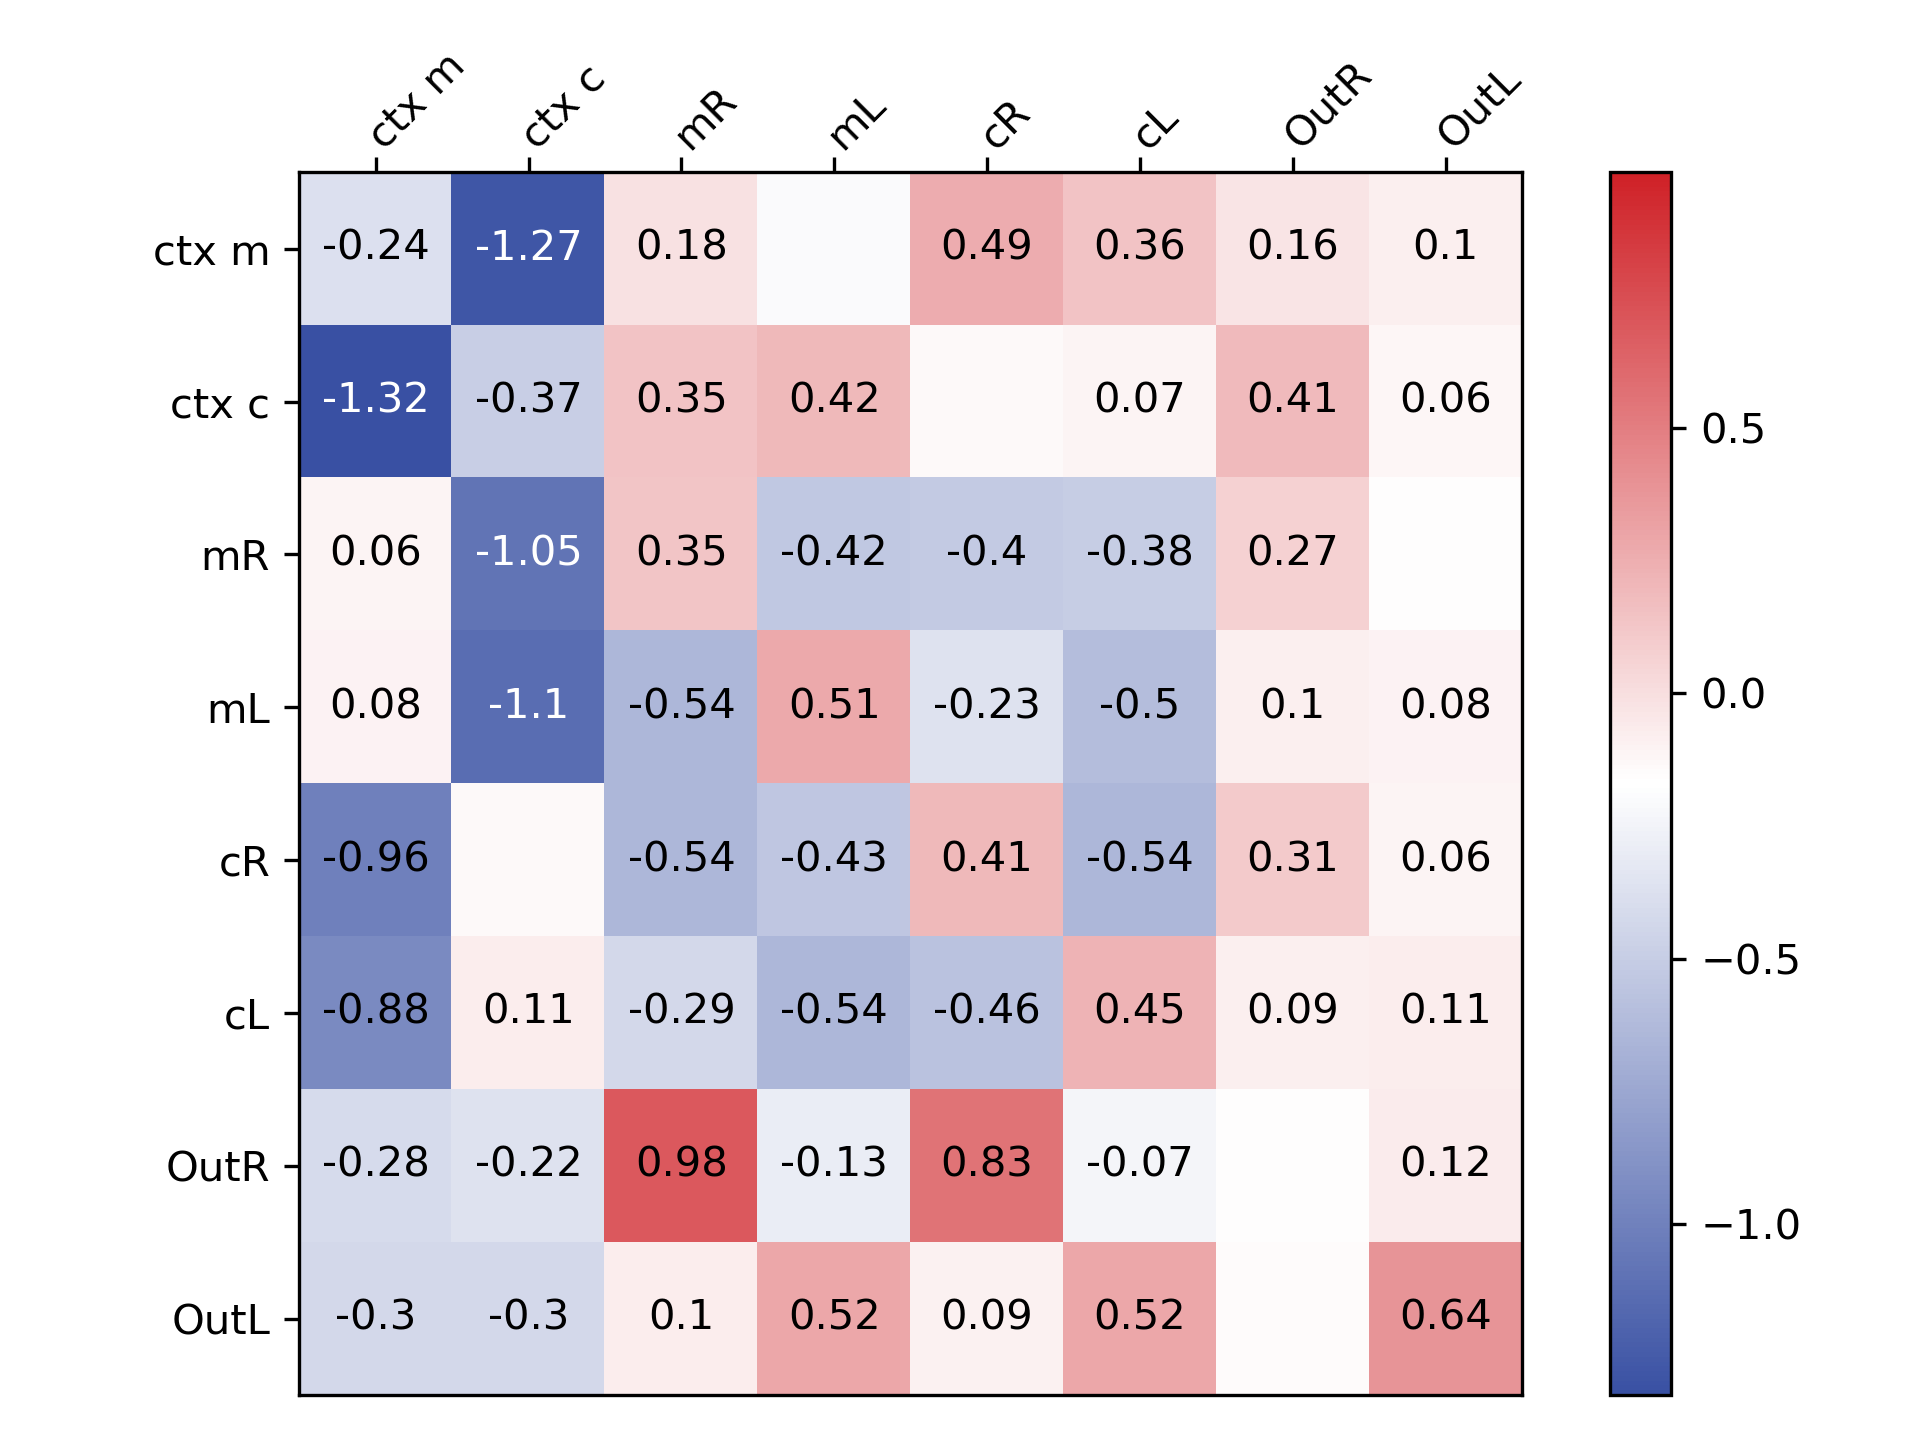 ctx m ctx c mR mL cR cL OutR OutL
ctx m -0.24 -1.27 0.18 0.49 0.36 0.16 0.1
ctx c -1.32 -0.37 0.35 0.42 0.07 0.41 0.06
0.5
mR 0.06 -1.05 0.35 -0.42 -0.4 -0.38 0.27
mL 0.08 -1.1 -0.54 0.51 -0.23 -0.5 0.1 0.08
0.0
cR -0.96 -0.54 -0.43 0.41 -0.54 0.31 0.06
−0.5
cL -0.88 0.11 -0.29 -0.54 -0.46 0.45 0.09 0.11
OutR -0.28 -0.22 0.98 -0.13 0.83 -0.07 0.12
−1.0
OutL -0.3 -0.3 0.1 0.52 0.09 0.52 0.64